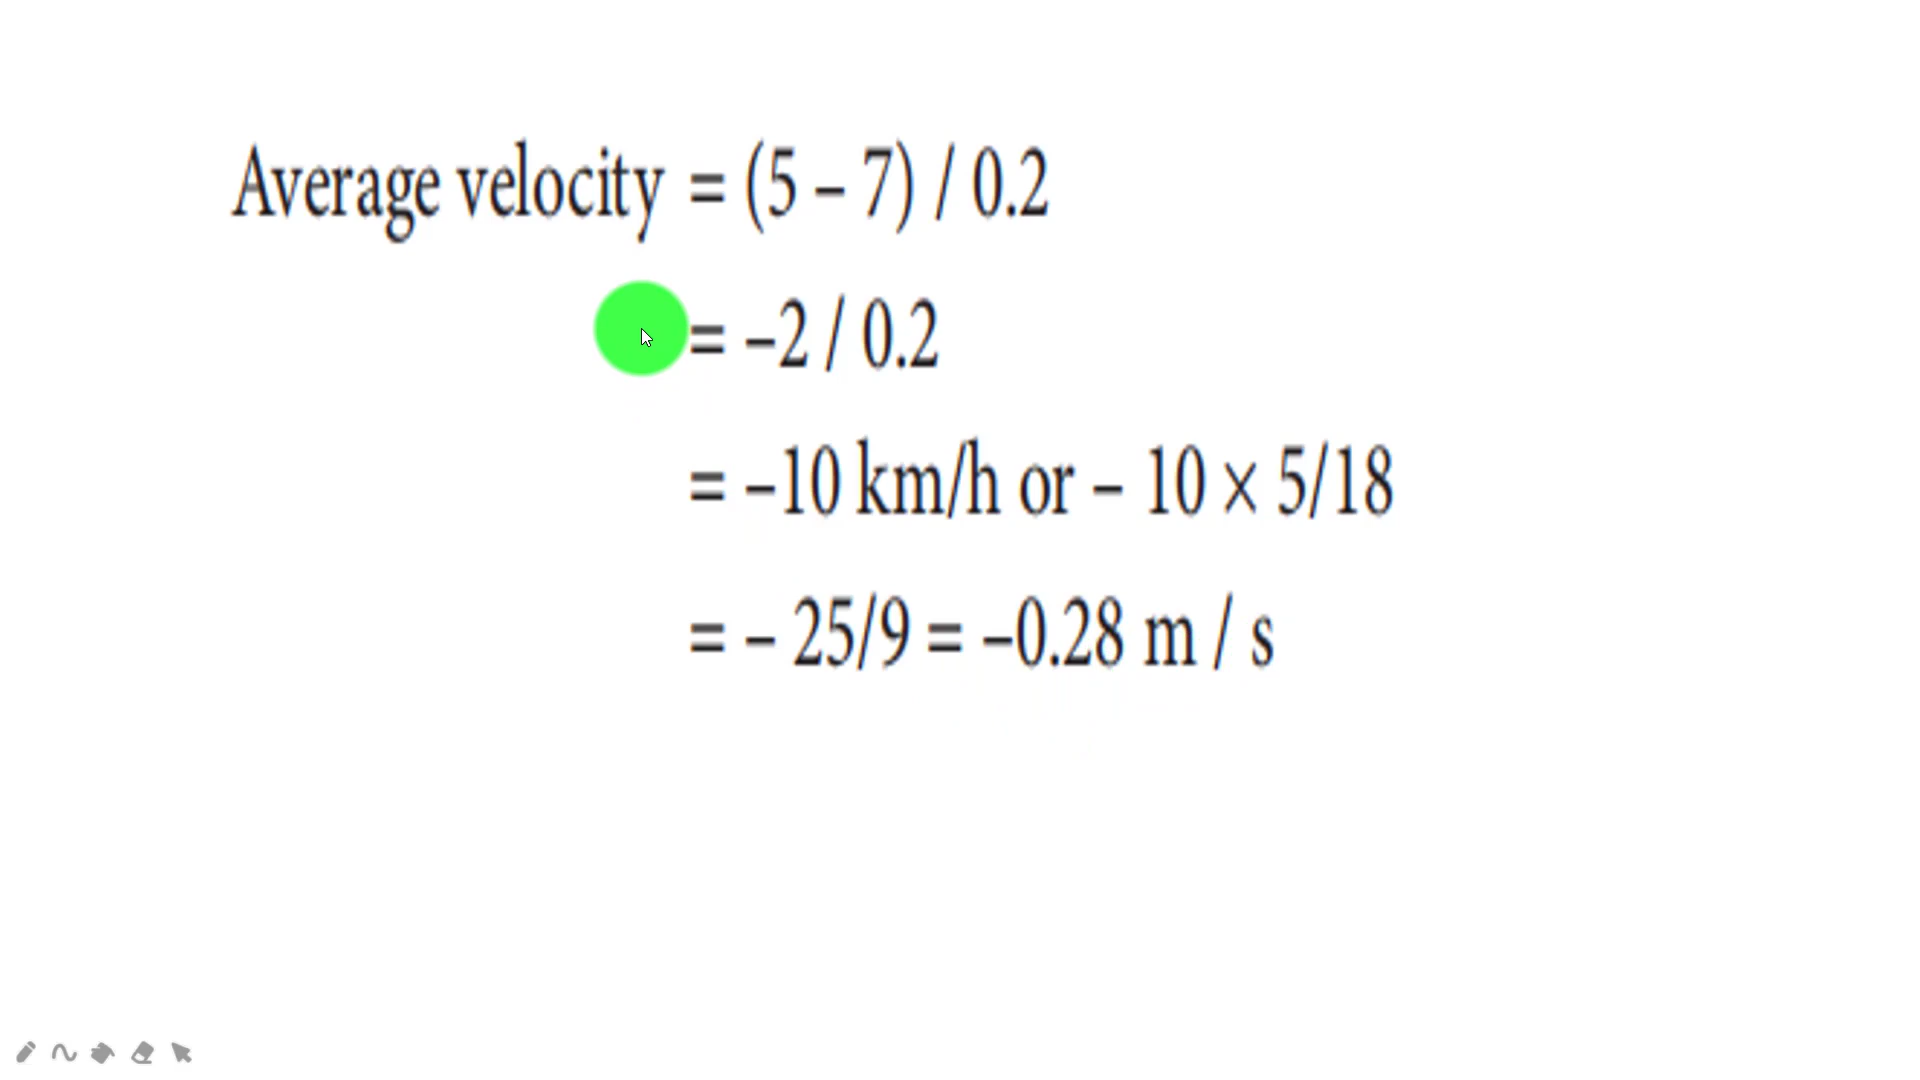 Average velocity = (5 – 7) / 0.2
= –2 / 0.2
= –10 km/h or – 10 × 5/18
= – 25/9 = –0.28 m / s